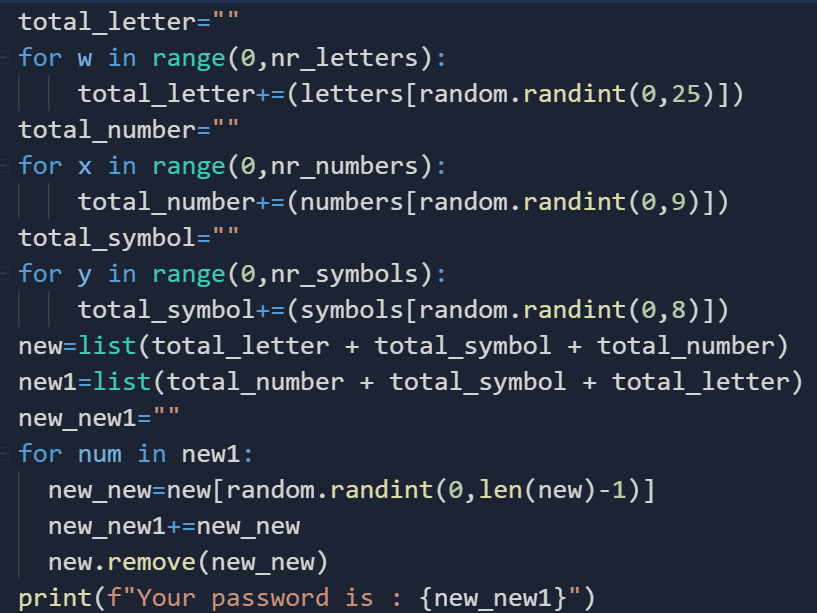 total_letter=""
for w in range(0,nr_letters):
    total_letter+=(letters[random.randint(0,25)])
total_number=""
for x in range(0,nr_numbers):
    total_number+=(numbers[random.randint(0,9)])
total_symbol=""
for y in range(0,nr_symbols):
    total_symbol+=(symbols[random.randint(0,8)])
new=list(total_letter + total_symbol + total_number)
new1=list(total_number + total_symbol + total_letter)
new_new1=""
for num in new1:
  new_new=new[random.randint(0,len(new)-1)]
  new_new1+=new_new
  new.remove(new_new)
print(f"Your password is : {new_new1}")